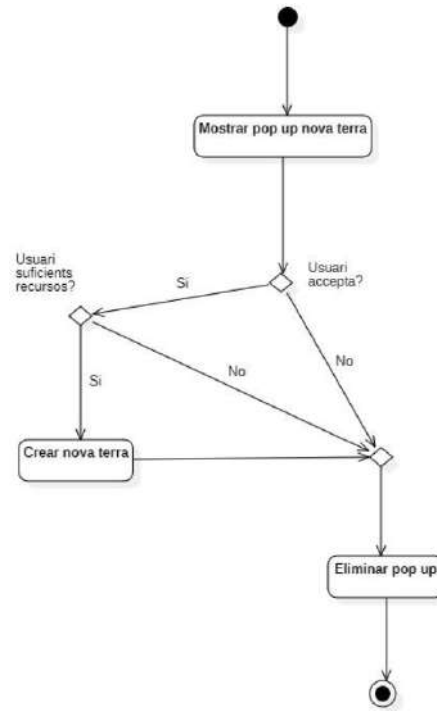 Mostrar pop up nova terra
Usuari
accepta?
Si
Usuari
suficients
recursos?
No
No
Si
Crear nova terra
Eliminar pop up